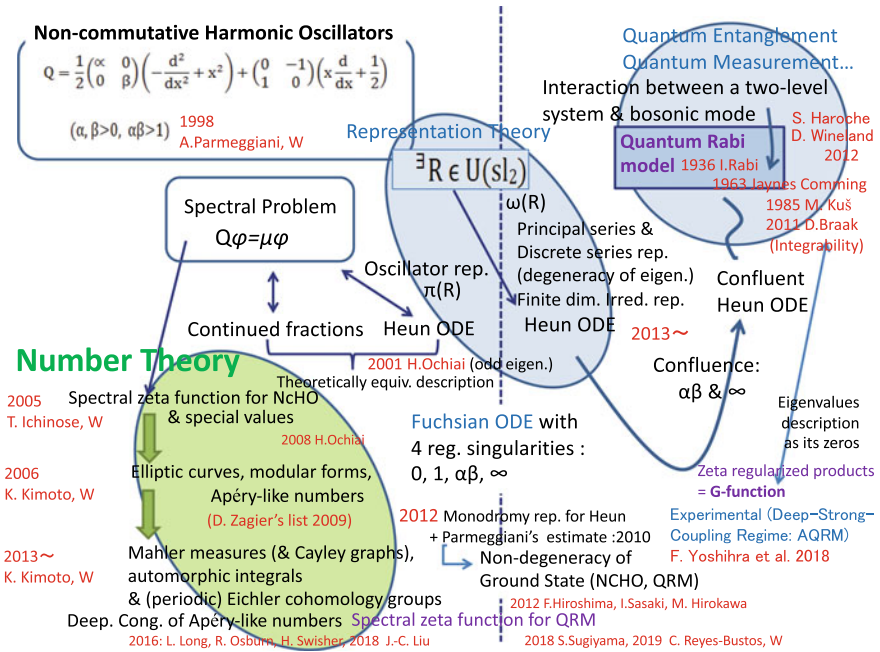 Non-commutative Harmonic Oscillators
Q = 1/2 (∝ 0 0 β) (− d²/dx² + x²) + (0 −1 1 0) (x d/dx + 1/2)
(α, β>0, αβ>1)
1998
A.Parmeggiani, W
Quantum Entanglement
Quantum Measurement…
Interaction between a two-level
system & bosonic mode
S. Haroche
D. Wineland
2012
Quantum Rabi
model 1936 I.Rabi
1963 Jaynes Comming
1985 M. Kuš
2011 D.Braak
(Integrability)
Representation Theory
∃R ϵ U(sl₂)
ω(R)
Principal series &
Discrete series rep.
(degeneracy of eigen.)
Finite dim. Irred. rep.
Heun ODE
Spectral Problem
Qφ=μφ
Oscillator rep.
π(R)
Continued fractions
Heun ODE
2001 H.Ochiai (odd eigen.)
Theoretically equiv. description
Confluent
Heun ODE
2013～
Confluence:
αβ & ∞
Eigenvalues
description
as its zeros
Zeta regularized products
= G-function
Experimental (Deep-Strong-
Coupling Regime: AQRM)
F. Yoshihra et al. 2018
Number Theory
2005
T. Ichinose, W
Spectral zeta function for NcHO
& special values
2008 H.Ochiai
2006
K. Kimoto, W
Elliptic curves, modular forms,
Apéry-like numbers
(D. Zagier's list 2009)
2013～
K. Kimoto, W
Mahler measures (& Cayley graphs),
automorphic integrals
& (periodic) Eichler cohomology groups
Deep. Cong. of Apéry-like numbers
2016: L. Long, R. Osburn, H. Swisher, 2018 J.-C. Liu
Fuchsian ODE with
4 reg. singularities :
0, 1, αβ, ∞
2012 Monodromy rep. for Heun
+ Parmeggiani's estimate :2010
Non-degeneracy of
Ground State (NCHO, QRM)
2012 F.Hiroshima, I.Sasaki, M. Hirokawa
Spectral zeta function for QRM
2018 S.Sugiyama, 2019 C. Reyes-Bustos, W